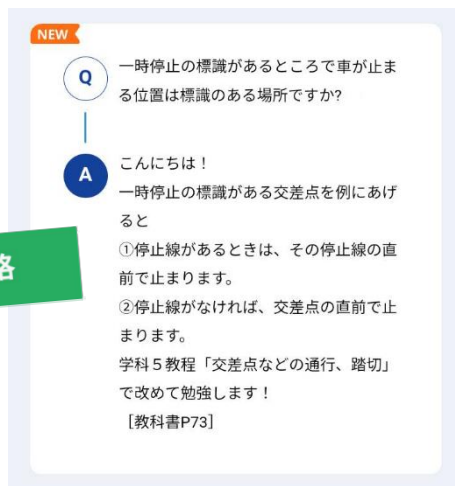 NEW
Q
一時停止の標識があるところで車が止ま
る位置は標識のある場所ですか?
A
こんにちは！
一時停止の標識がある交差点を例にあげ
ると
①停止線があるときは、その停止線の直
前で止まります。
②停止線がなければ、交差点の直前で止
まります。
学科５教程「交差点などの通行、踏切」
で改めて勉強します！
［教科書P73］